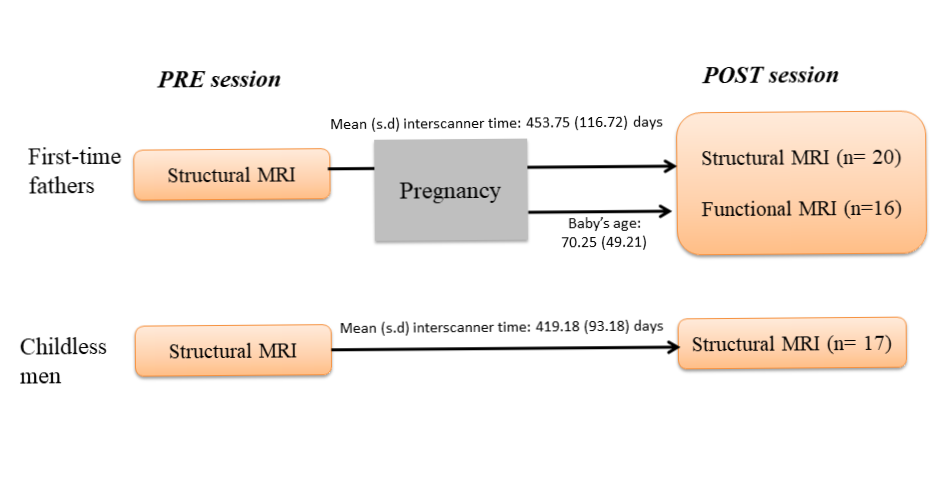 PRE session
POST session
Mean (s.d) interscanner time: 453.75 (116.72) days
First-time
fathers
Structural MRI
Pregnancy
Structural MRI (n= 20)
Functional MRI (n=16)
Baby's age:
70.25 (49.21)
Mean (s.d) interscanner time: 419.18 (93.18) days
Childless
men
Structural MRI
Structural MRI (n= 17)